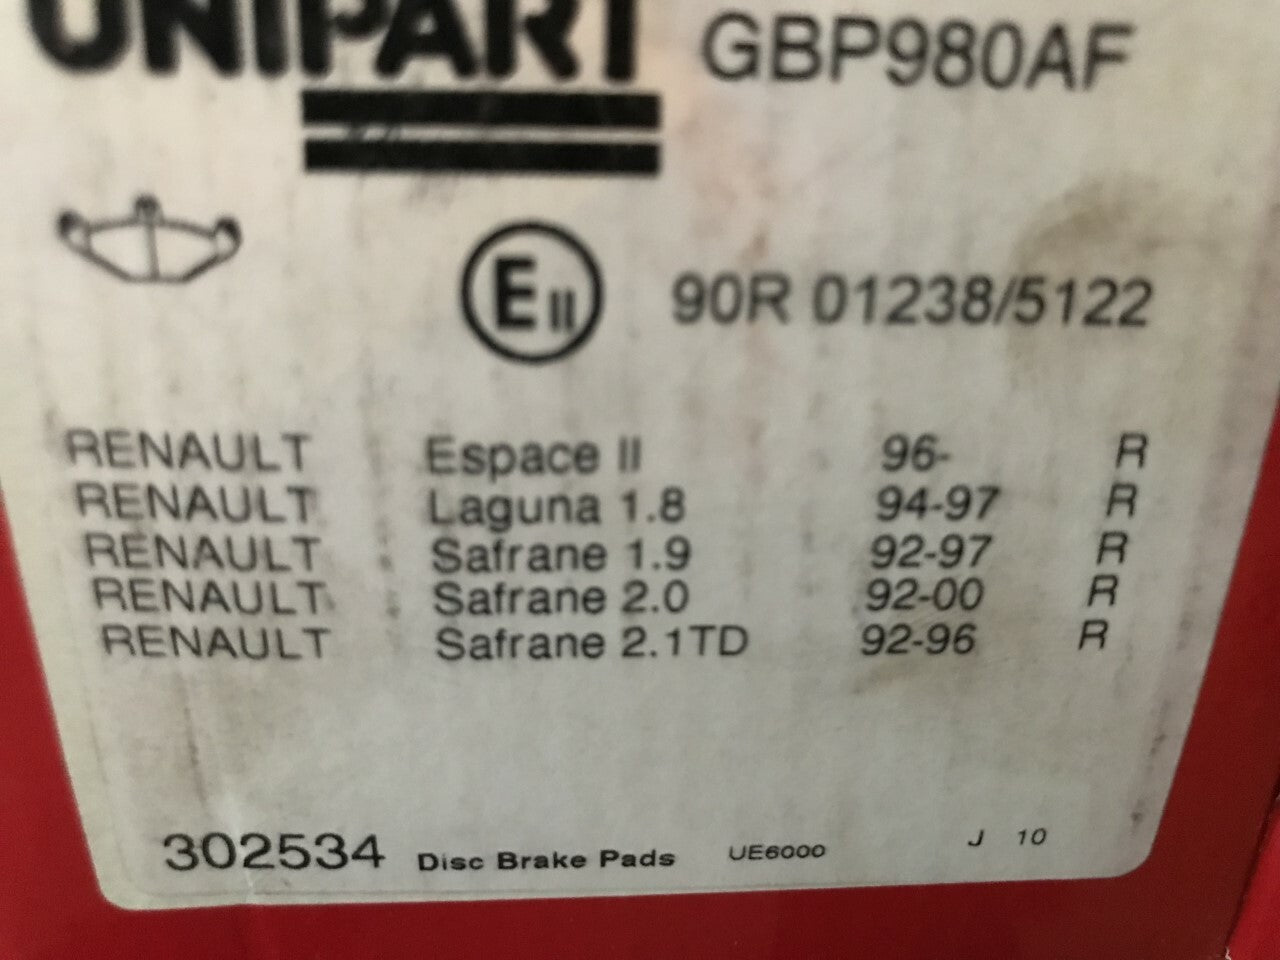 UNIPART GBP980AF
E II 90R 01238/5122
RENAULT Espace II 96- R
RENAULT Laguna 1.8 94-97 R
RENAULT Safrane 1.9 92-97 R
RENAULT Safrane 2.0 92-00 R
RENAULT Safrane 2.1TD 92-96 R
302534 Disc Brake Pads UE6000 J 10